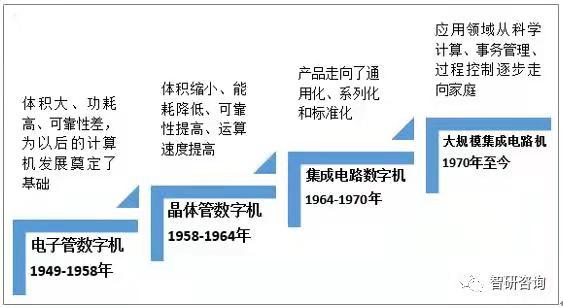 体积大、功耗
高、可靠性差，
为以后的计算
机发展奠定了
基础
电子管数字机
1949-1958年
体积缩小、能
耗降低、可靠
性提高、运算
速度提高
晶体管数字机
1958-1964年
产品走向了通
用化、系列化
和标准化
集成电路数字机
1964-1970年
应用领域从科学
计算、事务管理、
过程控制逐步走
向家庭
大规模集成电路机
1970年至今
智研咨询